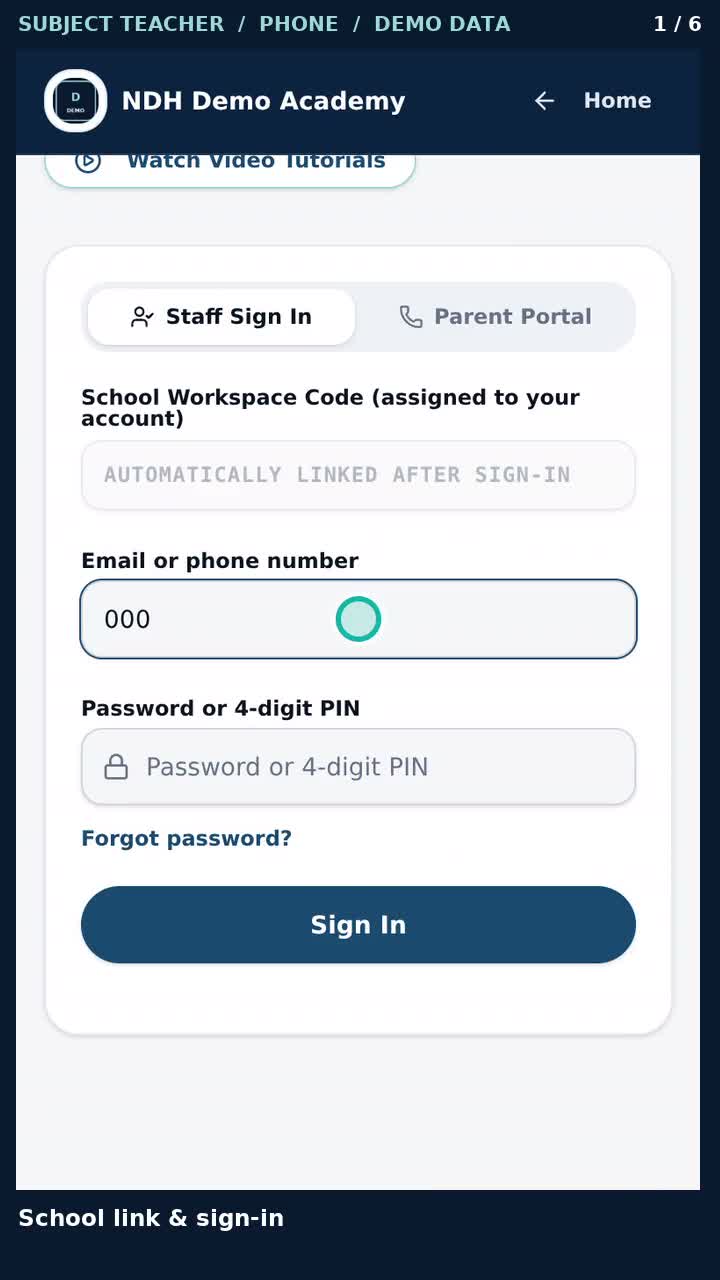 SUBJECT TEACHER / PHONE / DEMO DATA 1 / 6
D
DEMO
NDH Demo Academy
← Home
Watch Video Tutorials
Staff Sign In
Parent Portal
School Workspace Code (assigned to your
account)
AUTOMATICALLY LINKED AFTER SIGN-IN
Email or phone number
000
Password or 4-digit PIN
Password or 4-digit PIN
Forgot password?
Sign In
School link & sign-in